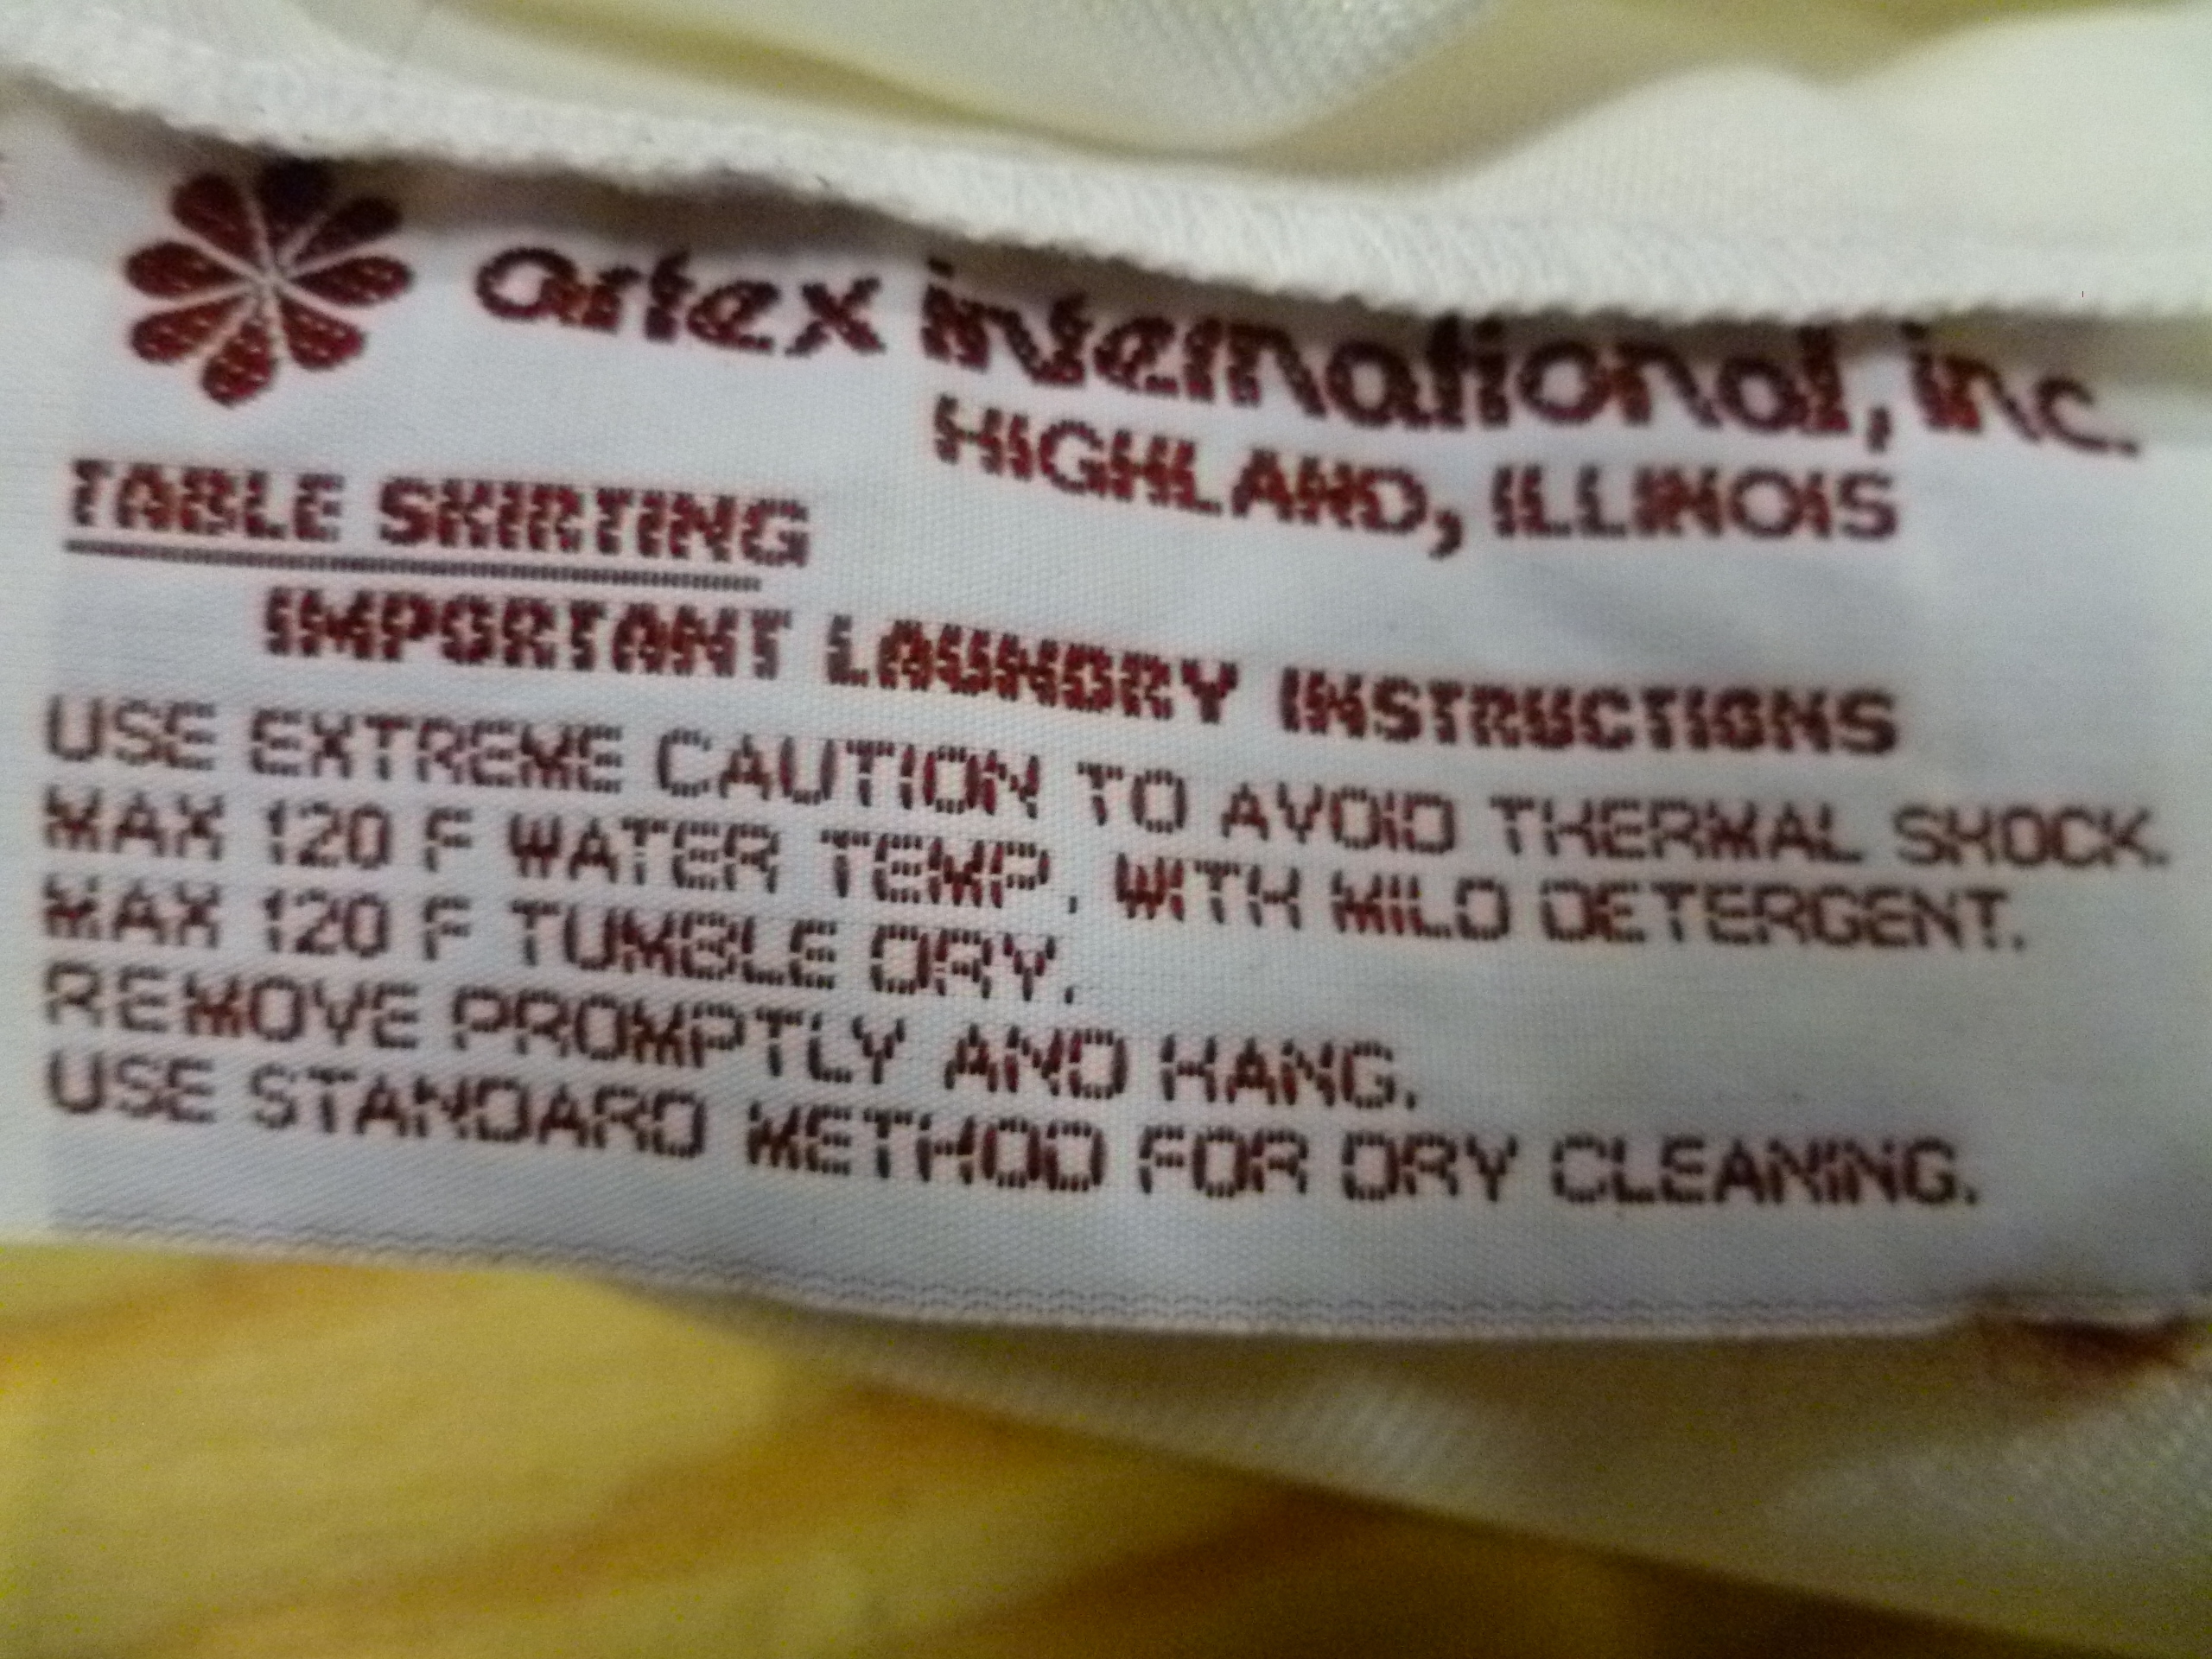 artex international, inc.
HIGHLAND, ILLINOIS
TABLE SKIRTING
IMPORTANT LAUNDRY INSTRUCTIONS
USE EXTREME CAUTION TO AVOID THERMAL SHOCK.
MAX 120 F WATER TEMP. WITH MILD DETERGENT.
MAX 120 F TUMBLE DRY.
REMOVE PROMPTLY AND HANG.
USE STANDARD METHOD FOR DRY CLEANING.